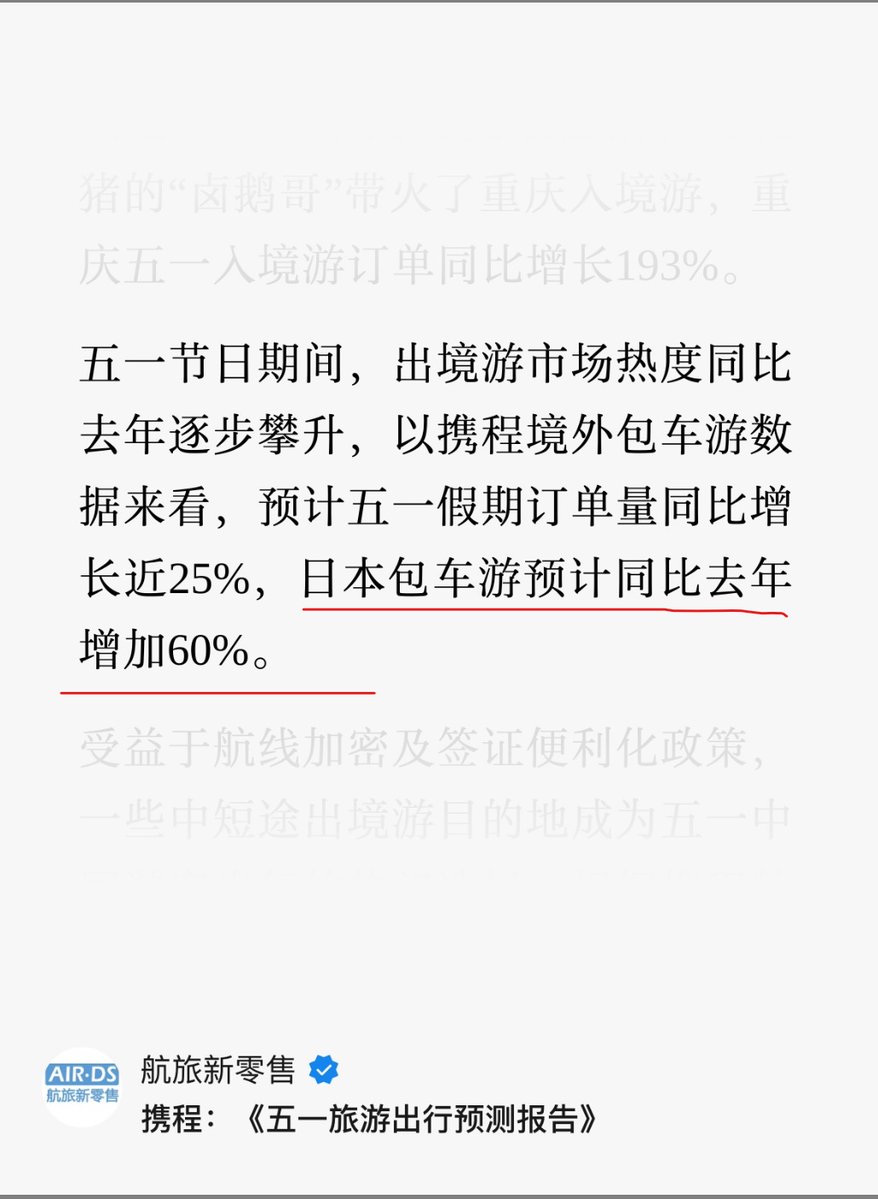 猪的“卤鹅哥”带火了重庆入境游，重
庆五一入境游订单同比增长193%。
五一节日期间，出境游市场热度同比
去年逐步攀升，以携程境外包车游数
据来看，预计五一假期订单量同比增
长近25%，日本包车游预计同比去年
增加60%。
受益于航线加密及签证便利化政策，
一些中短途出境游目的地成为五一中
AIR·DS
航旅新零售
航旅新零售
携程：《五一旅游出行预测报告》